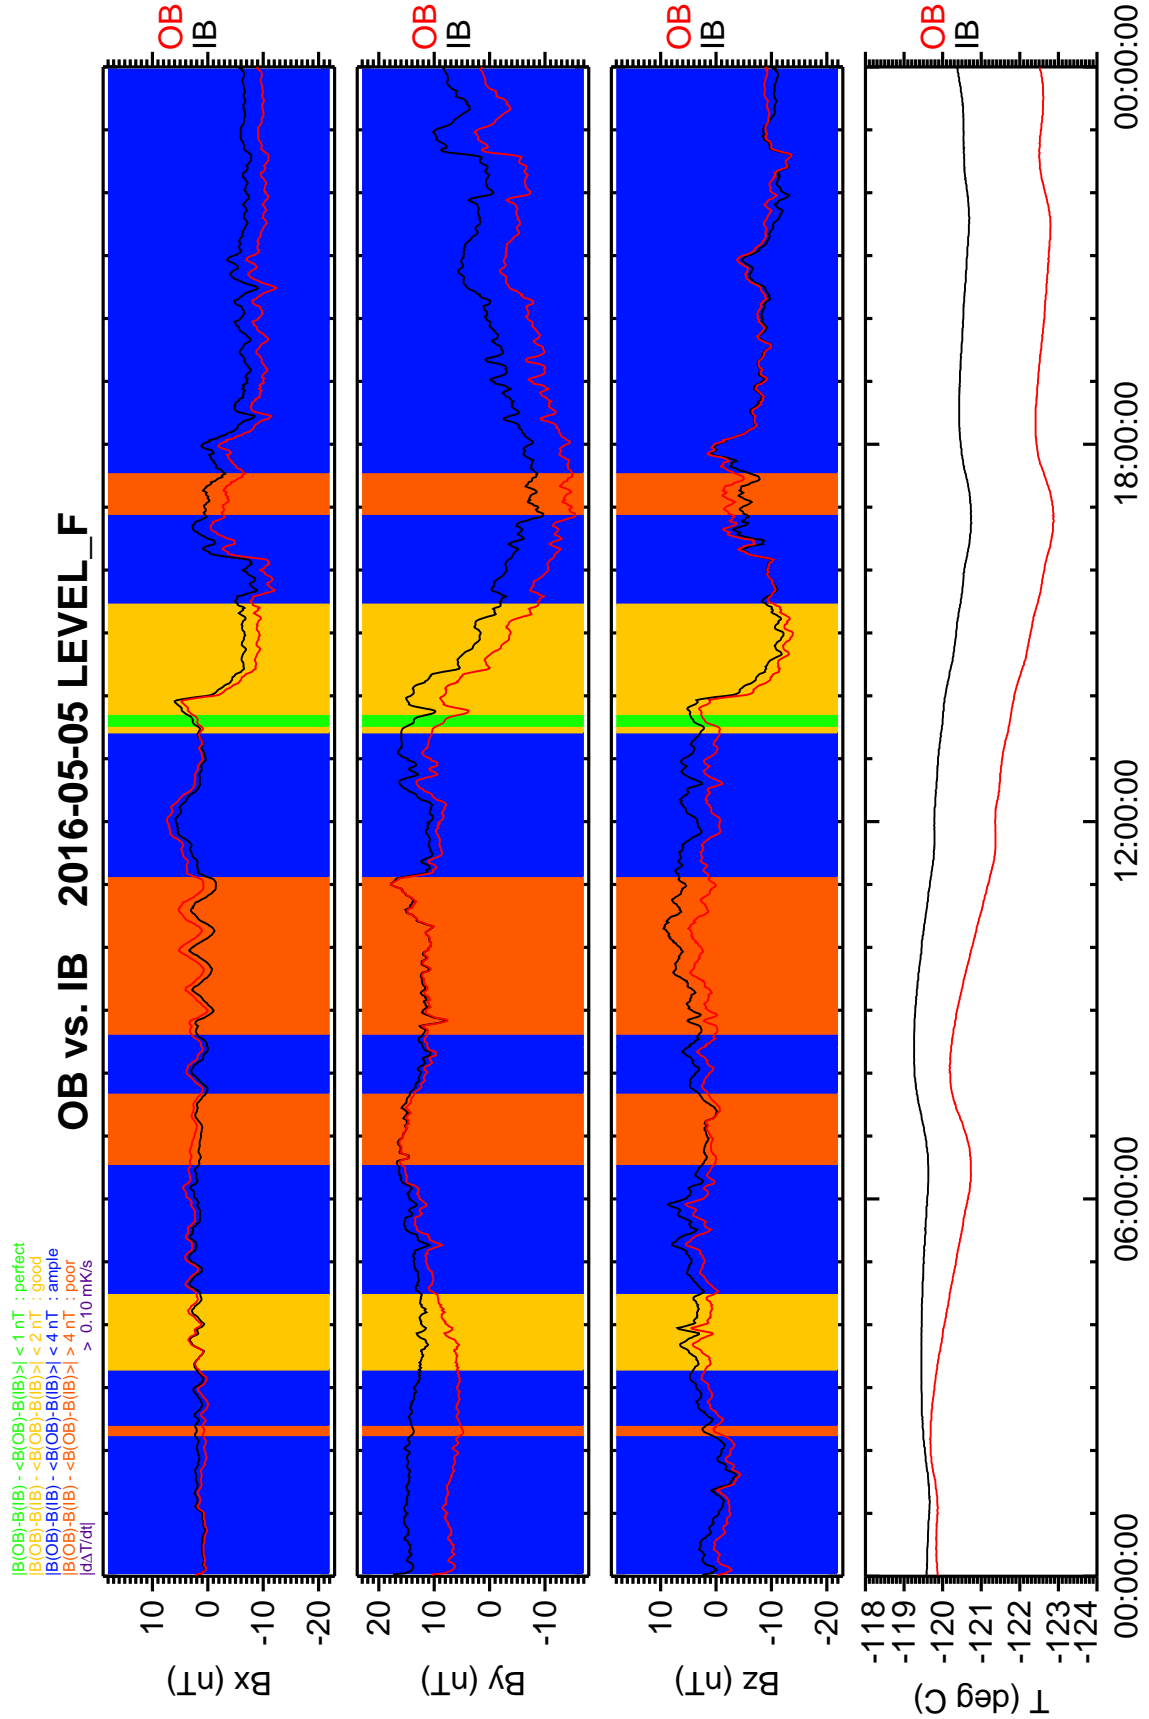 OB vs. IB 2016-05-05 LEVEL_F
|B(OB)-B(IB) - <B(OB)-B(IB)>| < 1 nT : perfect
|B(OB)-B(IB) - <B(OB)-B(IB)>| < 2 nT : good
|B(OB)-B(IB) - <B(OB)-B(IB)>| < 4 nT : ample
|B(OB)-B(IB) - <B(OB)-B(IB)>| > 4 nT : poor
|dΔT/dt| > 0.10 mK/s
Bx (nT)
10
0
-10
-20
OB
IB
By (nT)
20
10
0
-10
OB
IB
Bz (nT)
10
0
-10
-20
OB
IB
T (deg C)
-118
-119
-120
-121
-122
-123
-124
OB
IB
00:00:00 06:00:00 12:00:00 18:00:00 00:00:00